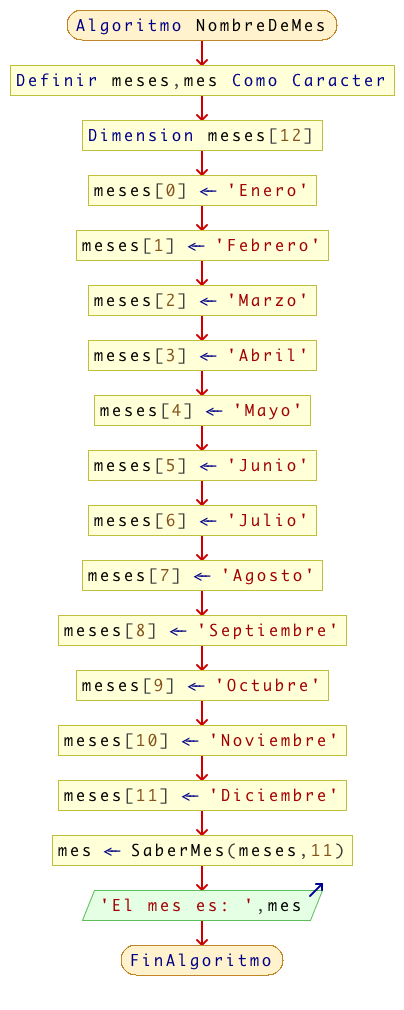 Algoritmo NombreDeMes
Definir meses,mes Como Caracter
Dimension meses[12]
meses[0] ← 'Enero'
meses[1] ← 'Febrero'
meses[2] ← 'Marzo'
meses[3] ← 'Abril'
meses[4] ← 'Mayo'
meses[5] ← 'Junio'
meses[6] ← 'Julio'
meses[7] ← 'Agosto'
meses[8] ← 'Septiembre'
meses[9] ← 'Octubre'
meses[10] ← 'Noviembre'
meses[11] ← 'Diciembre'
mes ← SaberMes(meses,11)
'El mes es: ',mes
FinAlgoritmo